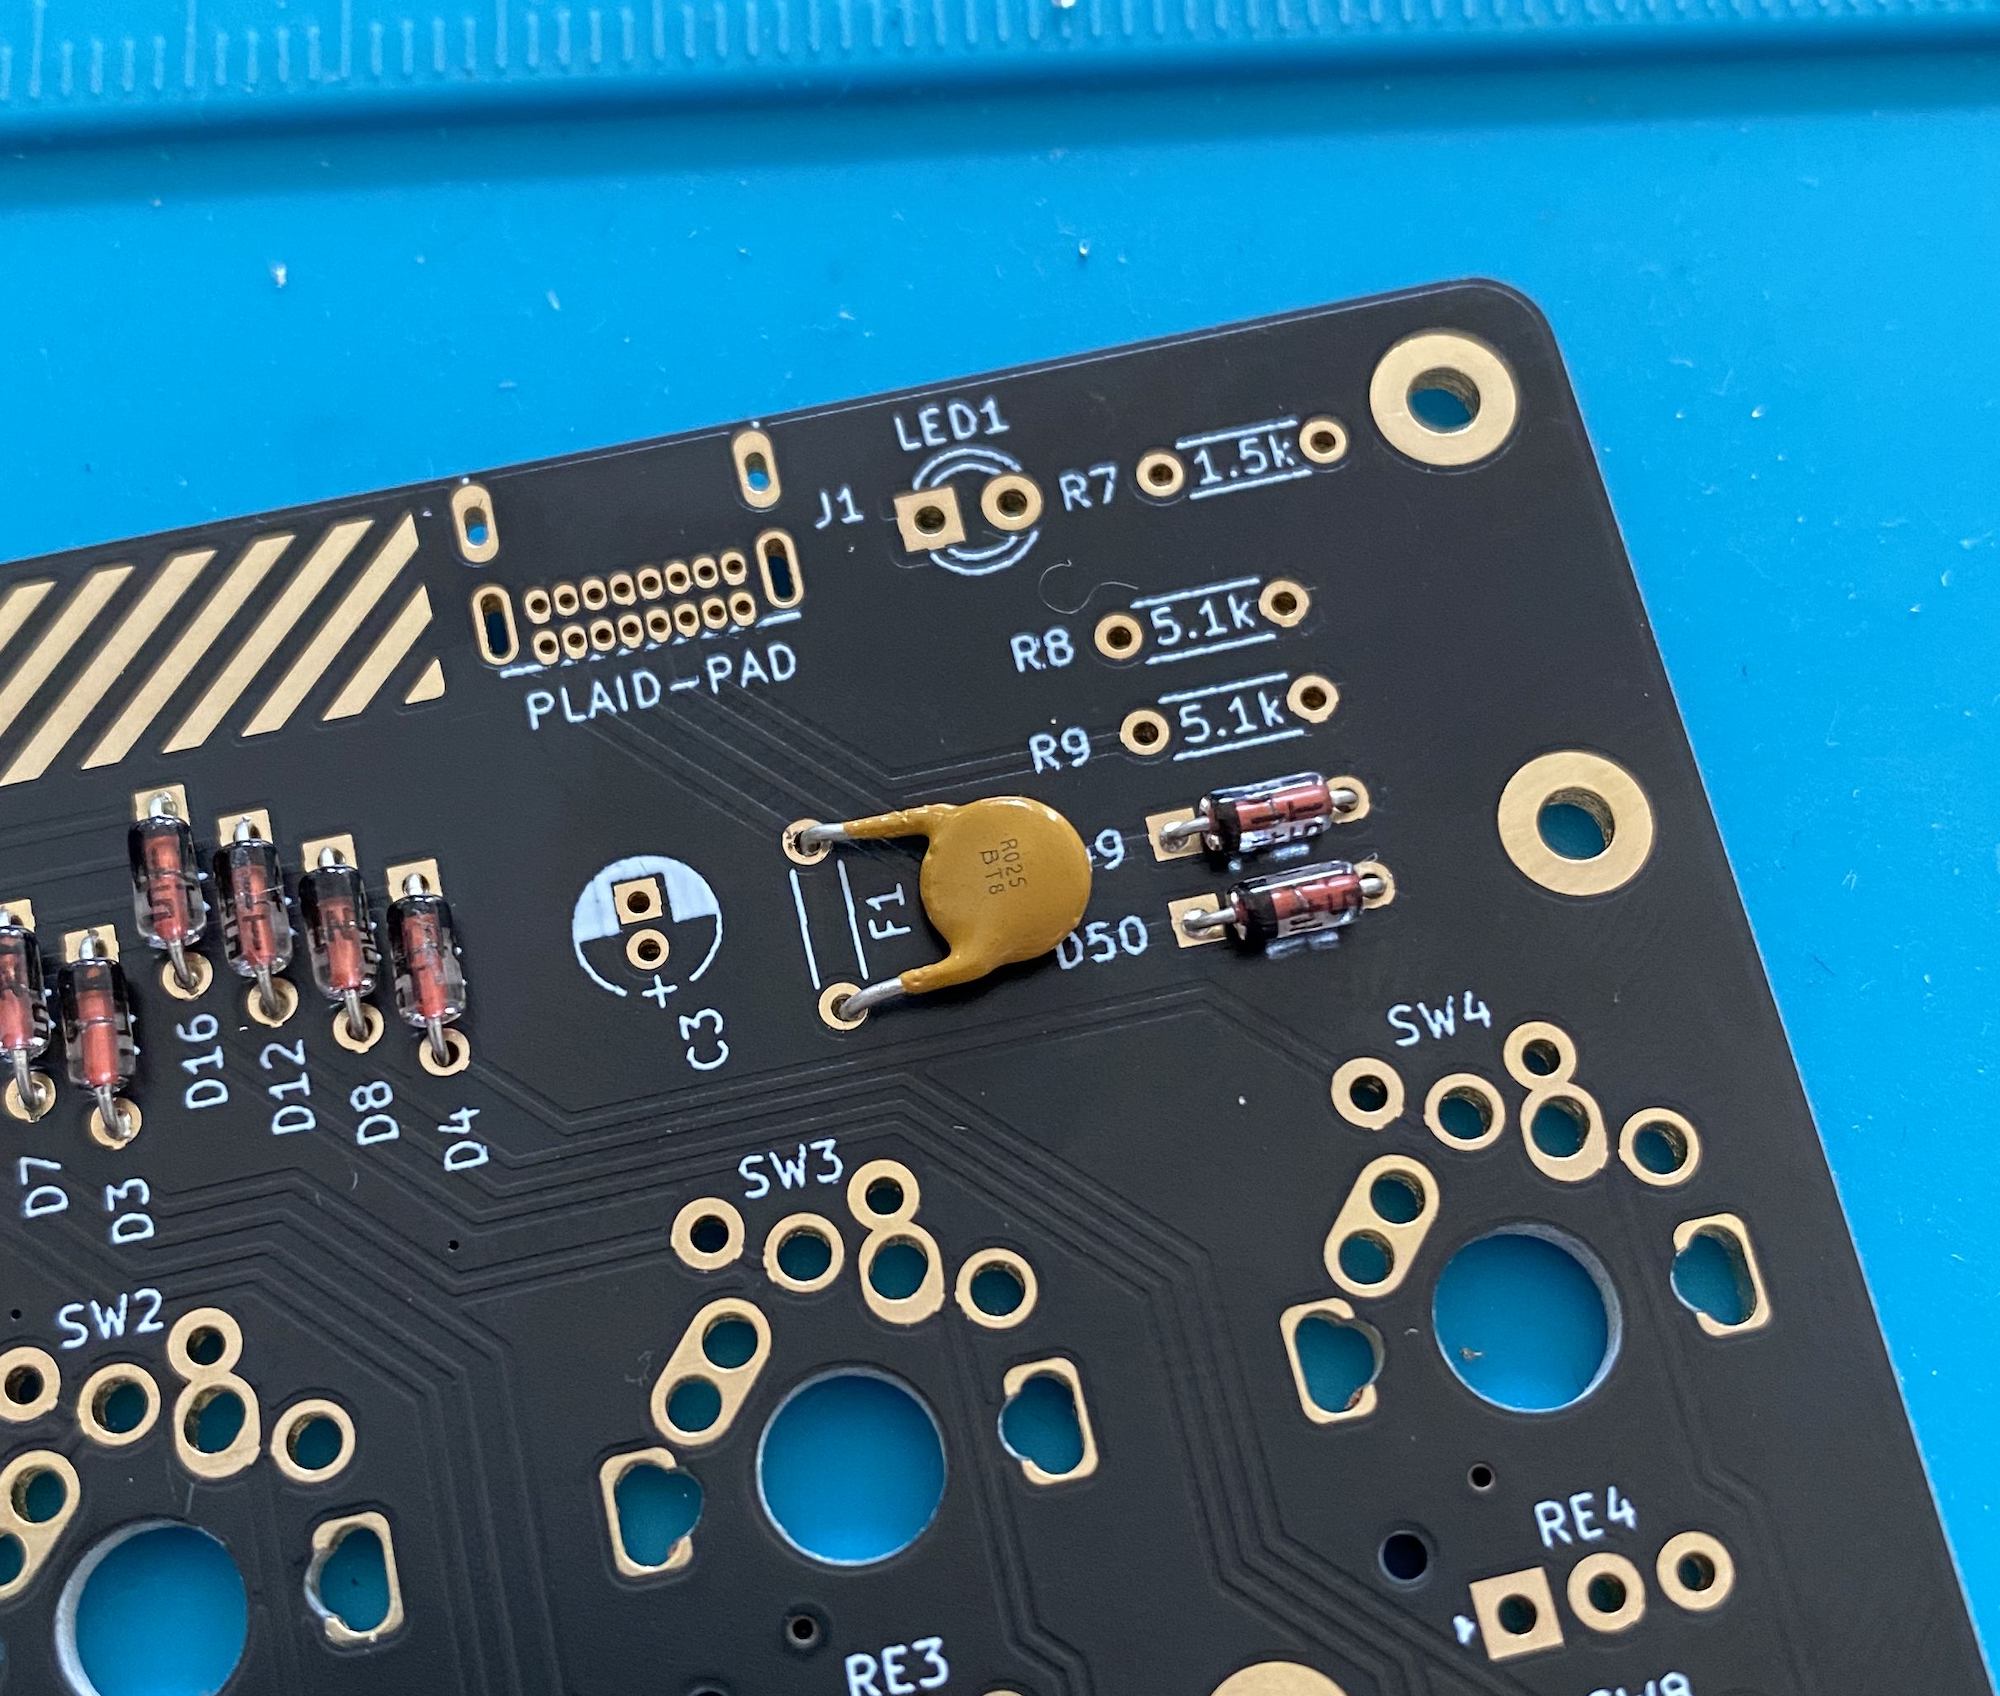 LED1
J1
R7
1.5k
R8
5.1k
PLAID-PAD
R9
5.1k
R025
BT8
9
F1
D50
C3
+
D16
D12
D8
D4
D7
D3
SW4
SW3
SW2
RE4
RE3